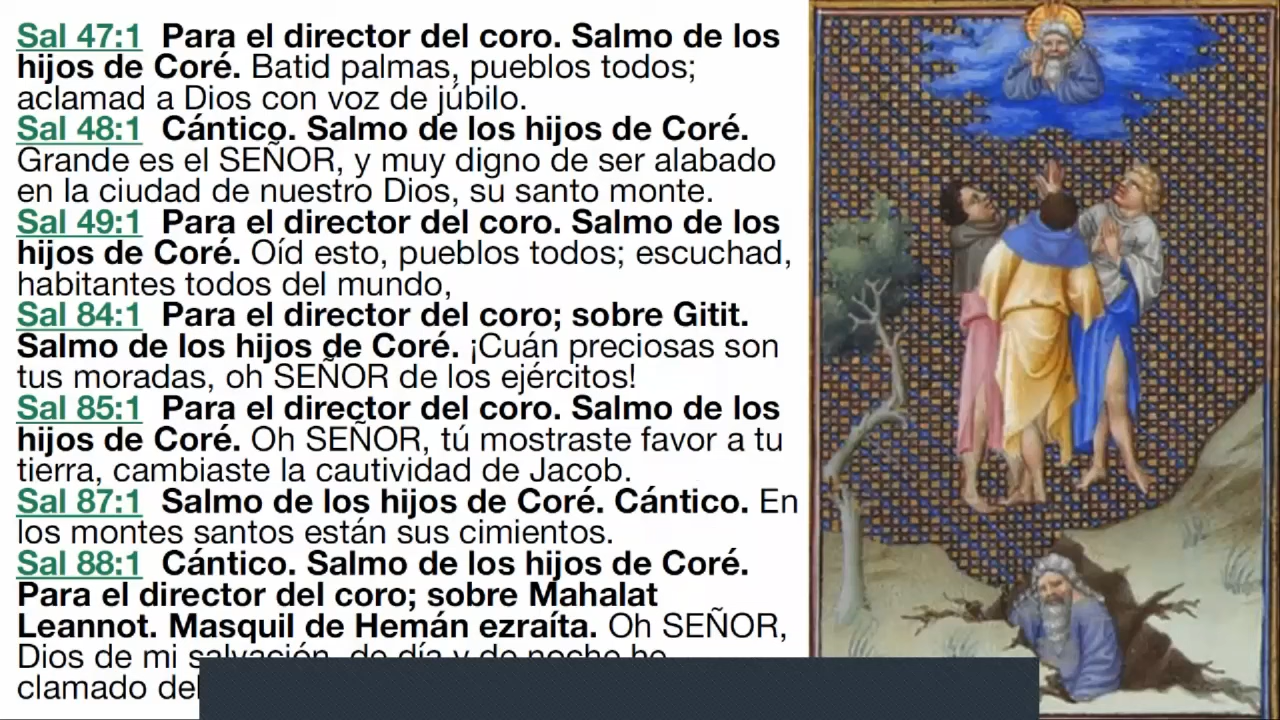 Sal 47:1 Para el director del coro. Salmo de los
hijos de Coré. Batid palmas, pueblos todos;
aclamad a Dios con voz de júbilo.
Sal 48:1 Cántico. Salmo de los hijos de Coré.
Grande es el SEÑOR, y muy digno de ser alabado
en la ciudad de nuestro Dios, su santo monte.
Sal 49:1 Para el director del coro. Salmo de los
hijos de Coré. Oíd esto, pueblos todos; escuchad,
habitantes todos del mundo,
Sal 84:1 Para el director del coro; sobre Gitit.
Salmo de los hijos de Coré. ¡Cuán preciosas son
tus moradas, oh SEÑOR de los ejércitos!
Sal 85:1 Para el director del coro. Salmo de los
hijos de Coré. Oh SEÑOR, tú mostraste favor a tu
tierra, cambiaste la cautividad de Jacob.
Sal 87:1 Salmo de los hijos de Coré. Cántico. En
los montes santos están sus cimientos.
Sal 88:1 Cántico. Salmo de los hijos de Coré.
Para el director del coro; sobre Mahalat
Leannot. Masquil de Hemán ezraíta. Oh SEÑOR,
Dios de mi salvación, de día y de noche he
clamado